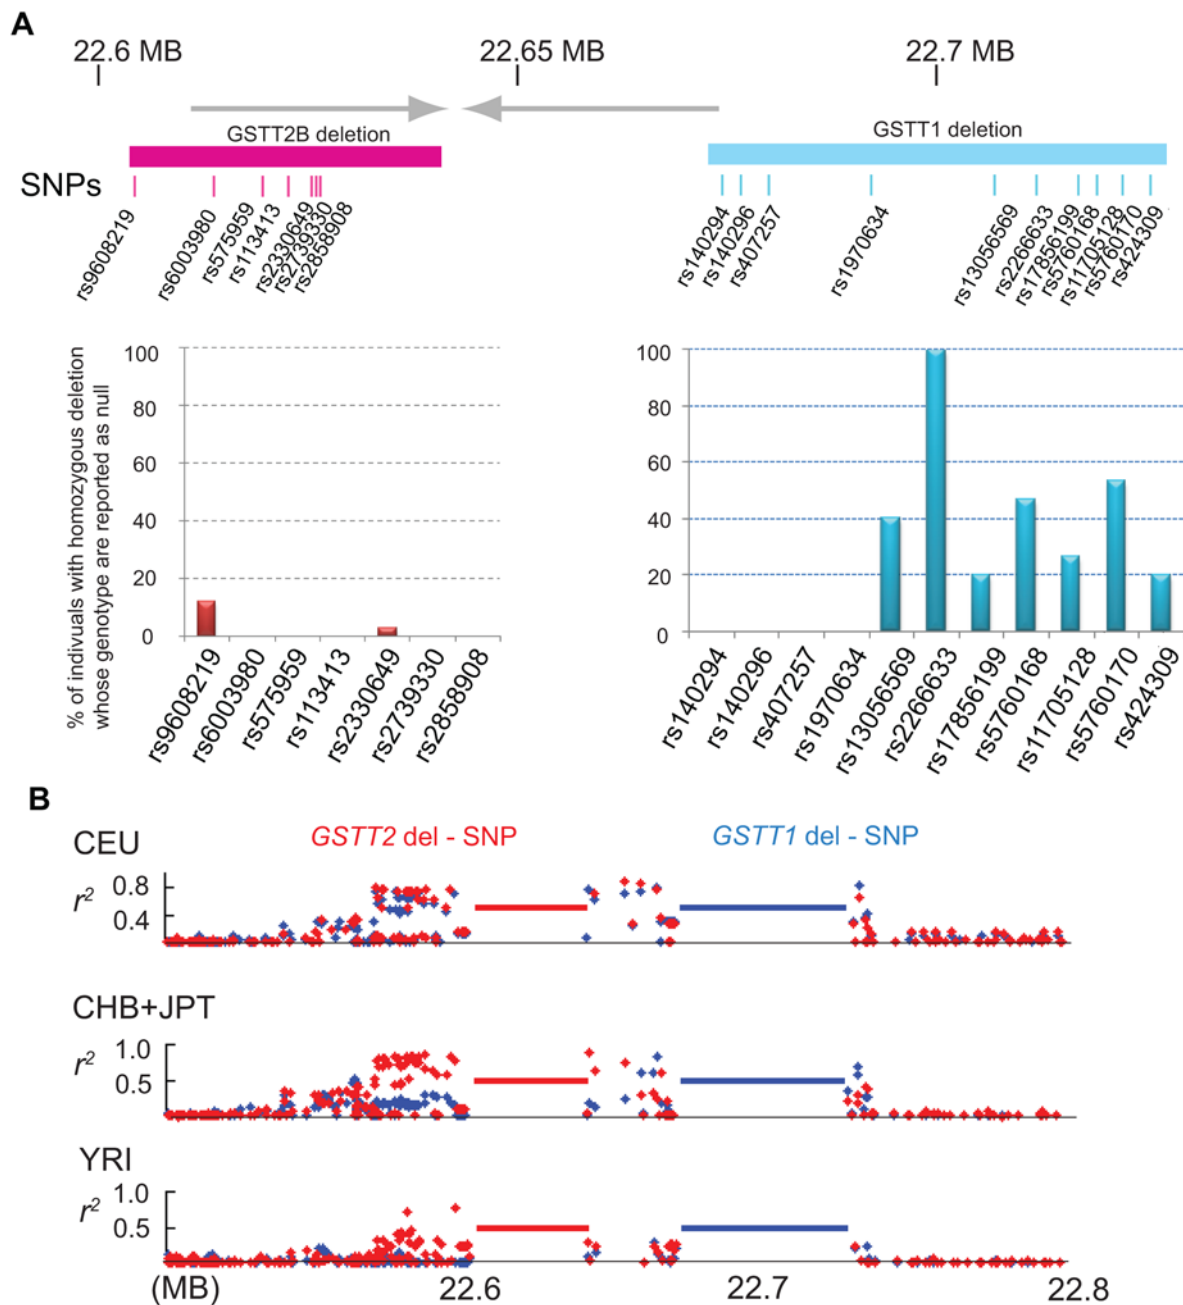 A
22.6 MB 22.65 MB 22.7 MB
GSTT2B deletion GSTT1 deletion
SNPs
rs9608219 rs6003980 rs575959 rs113413 rs2330649 rs2739330 rs2858908 rs140294 rs140296 rs407257 rs1970634 rs13056569 rs2266633 rs17856199 rs5760168 rs11705128 rs5760170 rs424309
% of indivuals with homozygous deletion
whose genotype are reported as null
100
80
60
40
20
0
rs9608219 rs6003980 rs575959 rs113413 rs2330649 rs2739330 rs2858908
100
80
60
40
20
0
rs140294 rs140296 rs407257 rs1970634 rs13056569 rs2266633 rs17856199 rs5760168 rs11705128 rs5760170 rs424309
B
CEU
GSTT2 del - SNP GSTT1 del - SNP
r² 0.8
0.4
CHB+JPT
r² 1.0
0.5
YRI
r² 1.0
0.5
(MB) 22.6 22.7 22.8